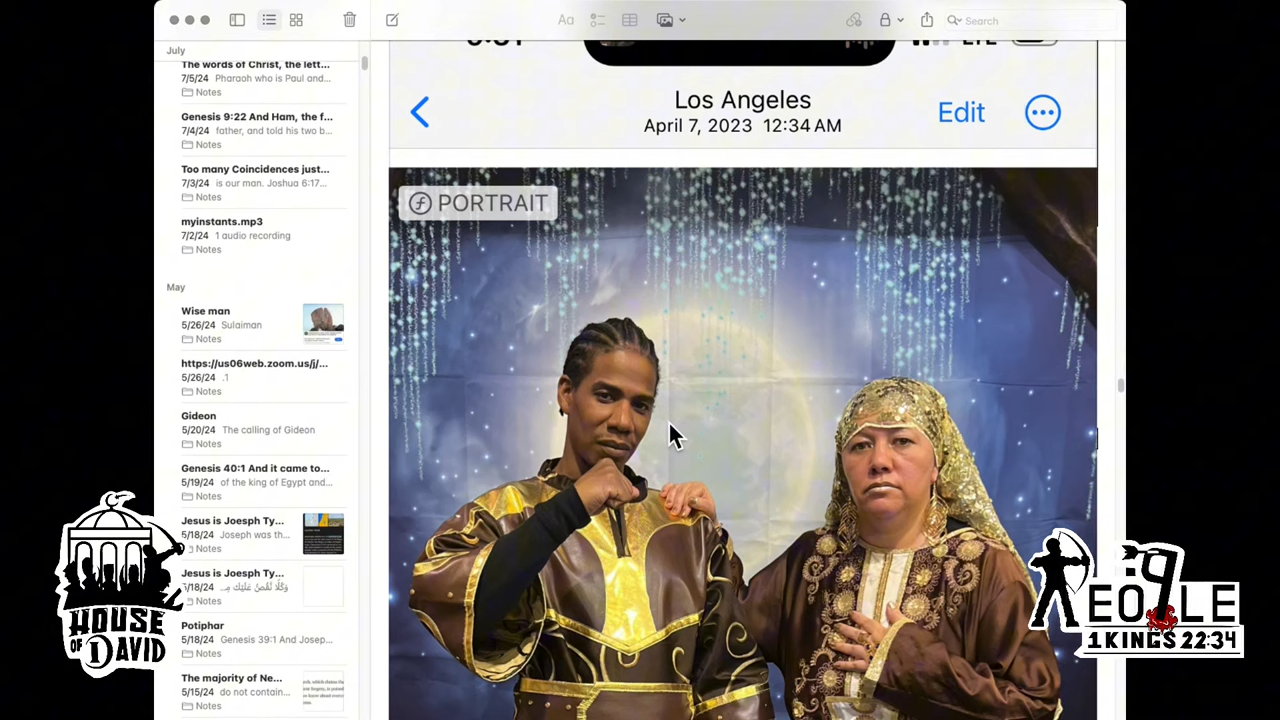 Aa
Search
July
The words of Christ, the lett...
7/5/24 Pharaoh who is Paul and...
Notes
Genesis 9:22 And Ham, the f...
7/4/24 father, and told his two b...
Notes
Too many Coincidences just...
7/3/24 is our man. Joshua 6:17...
Notes
myinstants.mp3
7/2/24 1 audio recording
Notes
May
Wise man
5/26/24 Sulaiman
Notes
https://us06web.zoom.us/j/...
5/26/24 .1
Notes
Gideon
5/20/24 The calling of Gideon
Notes
Genesis 40:1 And it came to...
5/19/24 of the king of Egypt and...
Notes
Jesus is Joesph Ty...
5/18/24 Joseph was th...
Notes
Jesus is Joesph Ty...
5/18/24 وَكُلًّا نَّقُصُّ عَلَيْكَ مِ...
Notes
Potiphar
5/18/24 Genesis 39:1 And Josep...
Notes
The majority of Ne...
5/15/24 do not contain...
Notes
Los Angeles
April 7, 2023 12:34 AM
Edit
PORTRAIT
HOUSE
OF DAVID
1 KINGS 22:34